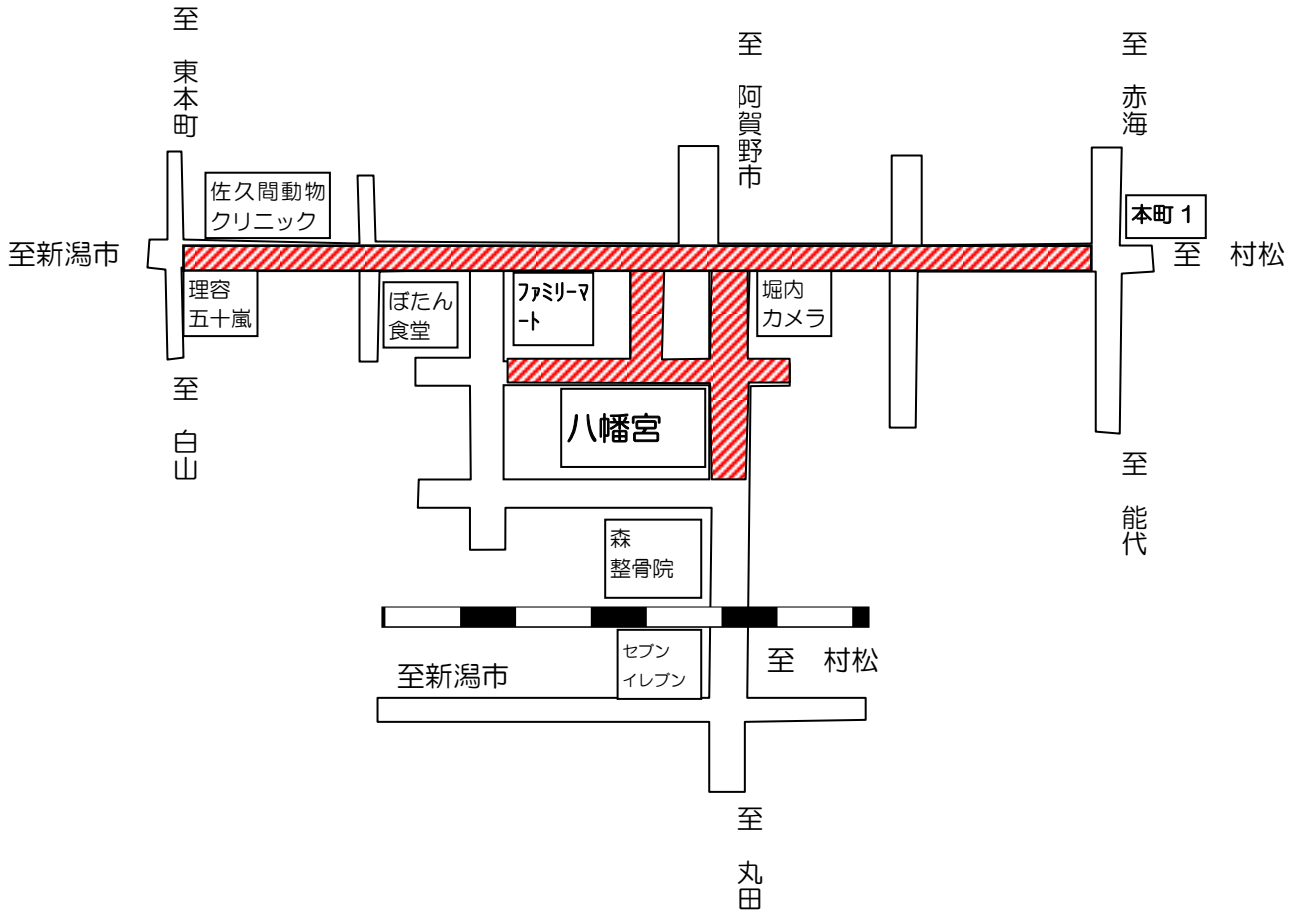 至 東本町
至 阿賀野市
至 赤海
佐久間動物
クリニック
本町 1
至新潟市
至 村松
理容
五十嵐
ぼたん
食堂
ファミリーマ
ート
堀内
カメラ
至 白山
八幡宮
至 能代
森
整骨院
セブン
イレブン
至新潟市
至 村松
至 丸田